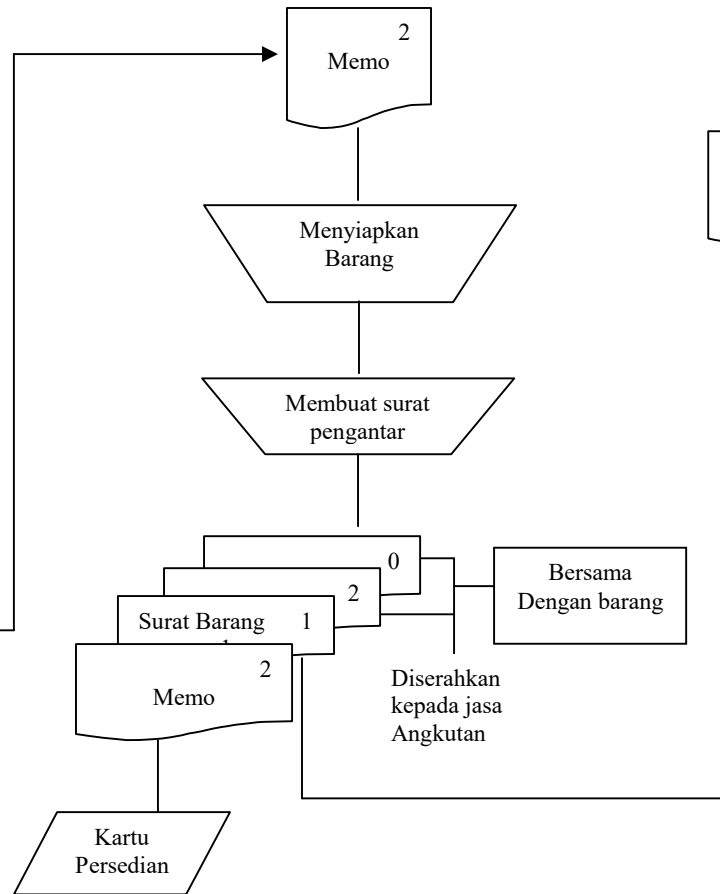 2
Memo
Menyiapkan
Barang
Membuat surat
pengantar
0
2
Surat Barang 1
2
Memo
Bersama
Dengan barang
Diserahkan
kepada jasa
Angkutan
Kartu
Persedian